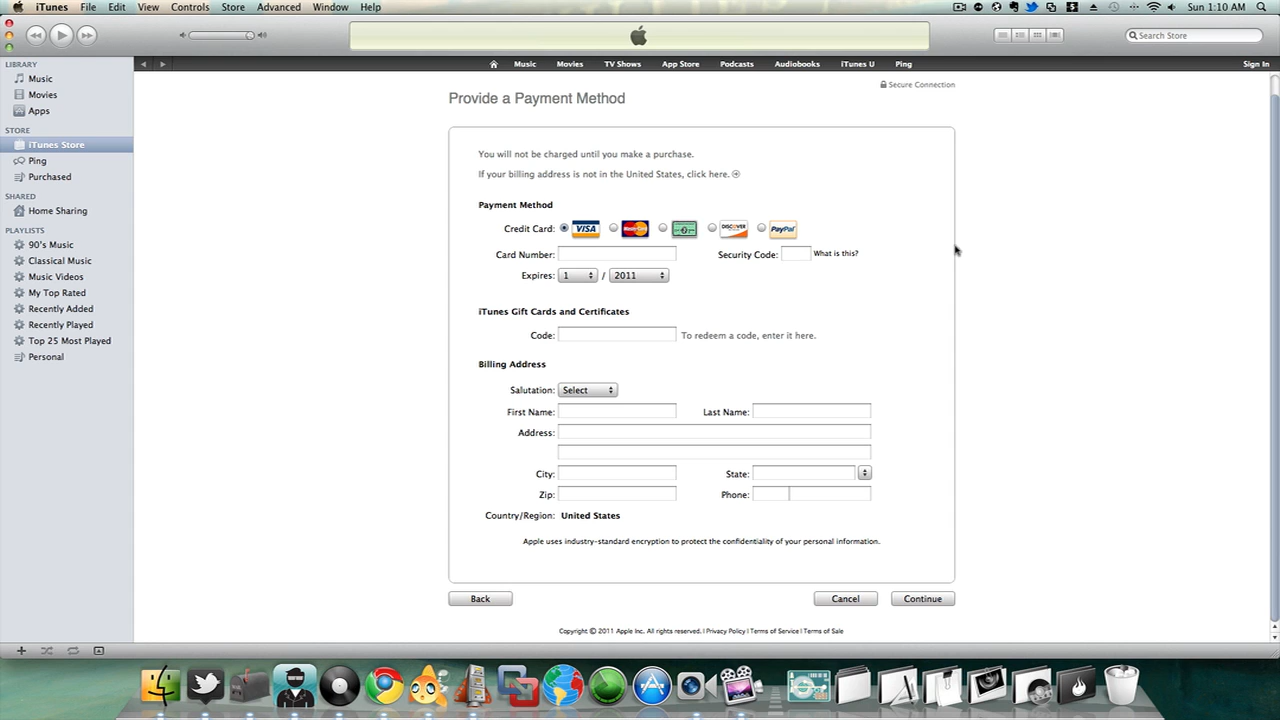 iTunes File Edit View Controls Store Advanced Window Help Sun 1:10 AM
Search Store
LIBRARY
Music
Movies
Apps
STORE
iTunes Store
Ping
Purchased
SHARED
Home Sharing
PLAYLISTS
90's Music
Classical Music
Music Videos
My Top Rated
Recently Added
Recently Played
Top 25 Most Played
Personal
Music Movies TV Shows App Store Podcasts Audiobooks iTunes U Ping Sign In
Secure Connection
Provide a Payment Method
You will not be charged until you make a purchase.
If your billing address is not in the United States, click here.
Payment Method
Credit Card: VISA MasterCard DISCOVER PayPal
Card Number: Security Code: What is this?
Expires: 1 / 2011
iTunes Gift Cards and Certificates
Code: To redeem a code, enter it here.
Billing Address
Salutation: Select
First Name: Last Name:
Address:
City: State:
Zip: Phone:
Country/Region: United States
Apple uses industry-standard encryption to protect the confidentiality of your personal information.
Back Cancel Continue
Copyright © 2011 Apple Inc. All rights reserved. | Privacy Policy | Terms of Service | Terms of Sale